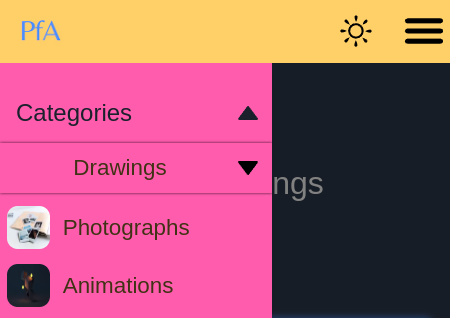 PfA
Categories
Drawings
ngs
Photographs
Animations